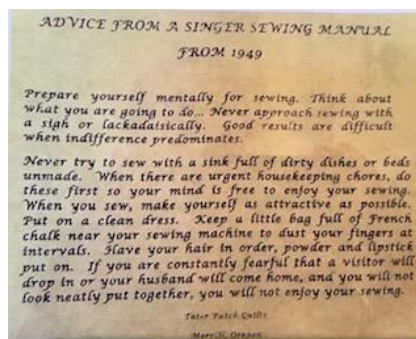 ADVICE FROM A SINGER SEWING MANUAL
FROM 1949
Prepare yourself mentally for sewing. Think about
what you are going to do... Never approach sewing with
a sigh or lackadaisically. Good results are difficult
when indifference predominates.
Never try to sew with a sink full of dirty dishes or beds
unmade. When there are urgent housekeeping chores, do
these first so your mind is free to enjoy your sewing.
When you sew, make yourself as attractive as possible.
Put on a clean dress. Keep a little bag full of French
chalk near your sewing machine to dust your fingers at
intervals. Have your hair in order, powder and lipstick
put on. If you are constantly fearful that a visitor will
drop in or your husband will come home, and you will not
look neatly put together, you will not enjoy your sewing.
Tater Patch Quilts
Merrill, Oregon